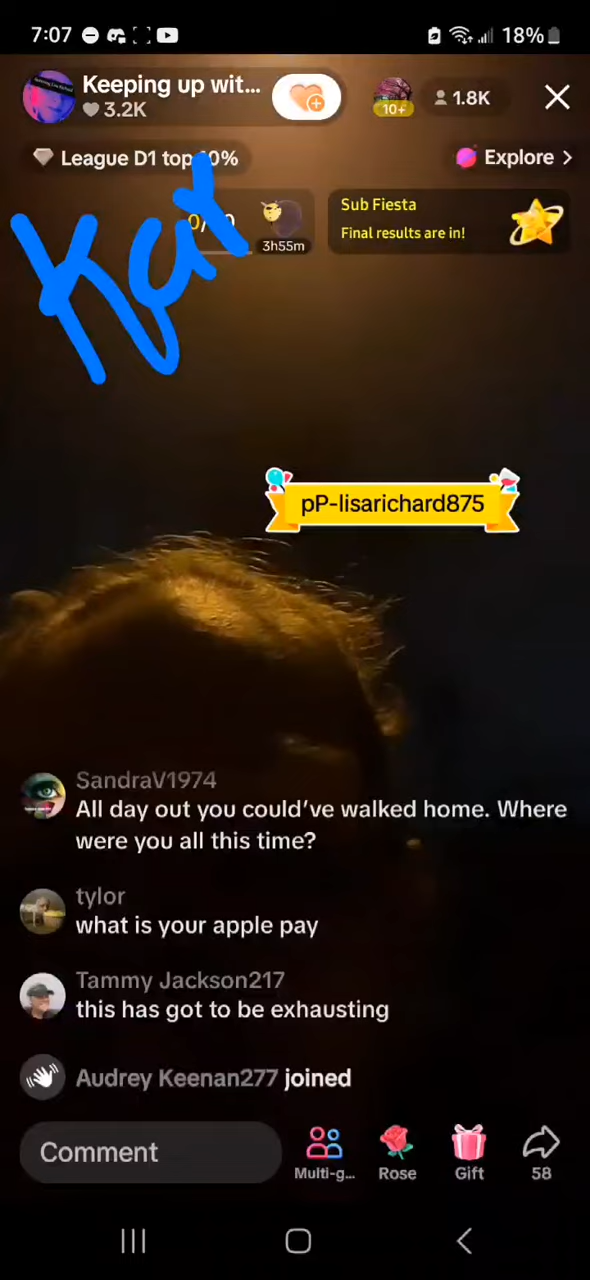 7:07
18%
Keeping up wit...
3.2K
10+
1.8K
League D1 top 10%
Explore >
Kay
3h55m
Sub Fiesta
Final results are in!
pP-lisarichard875
SandraV1974
All day out you could've walked home. Where
were you all this time?
tylor
what is your apple pay
Tammy Jackson217
this has got to be exhausting
Audrey Keenan277 joined
Comment
Multi-g...
Rose
Gift
58